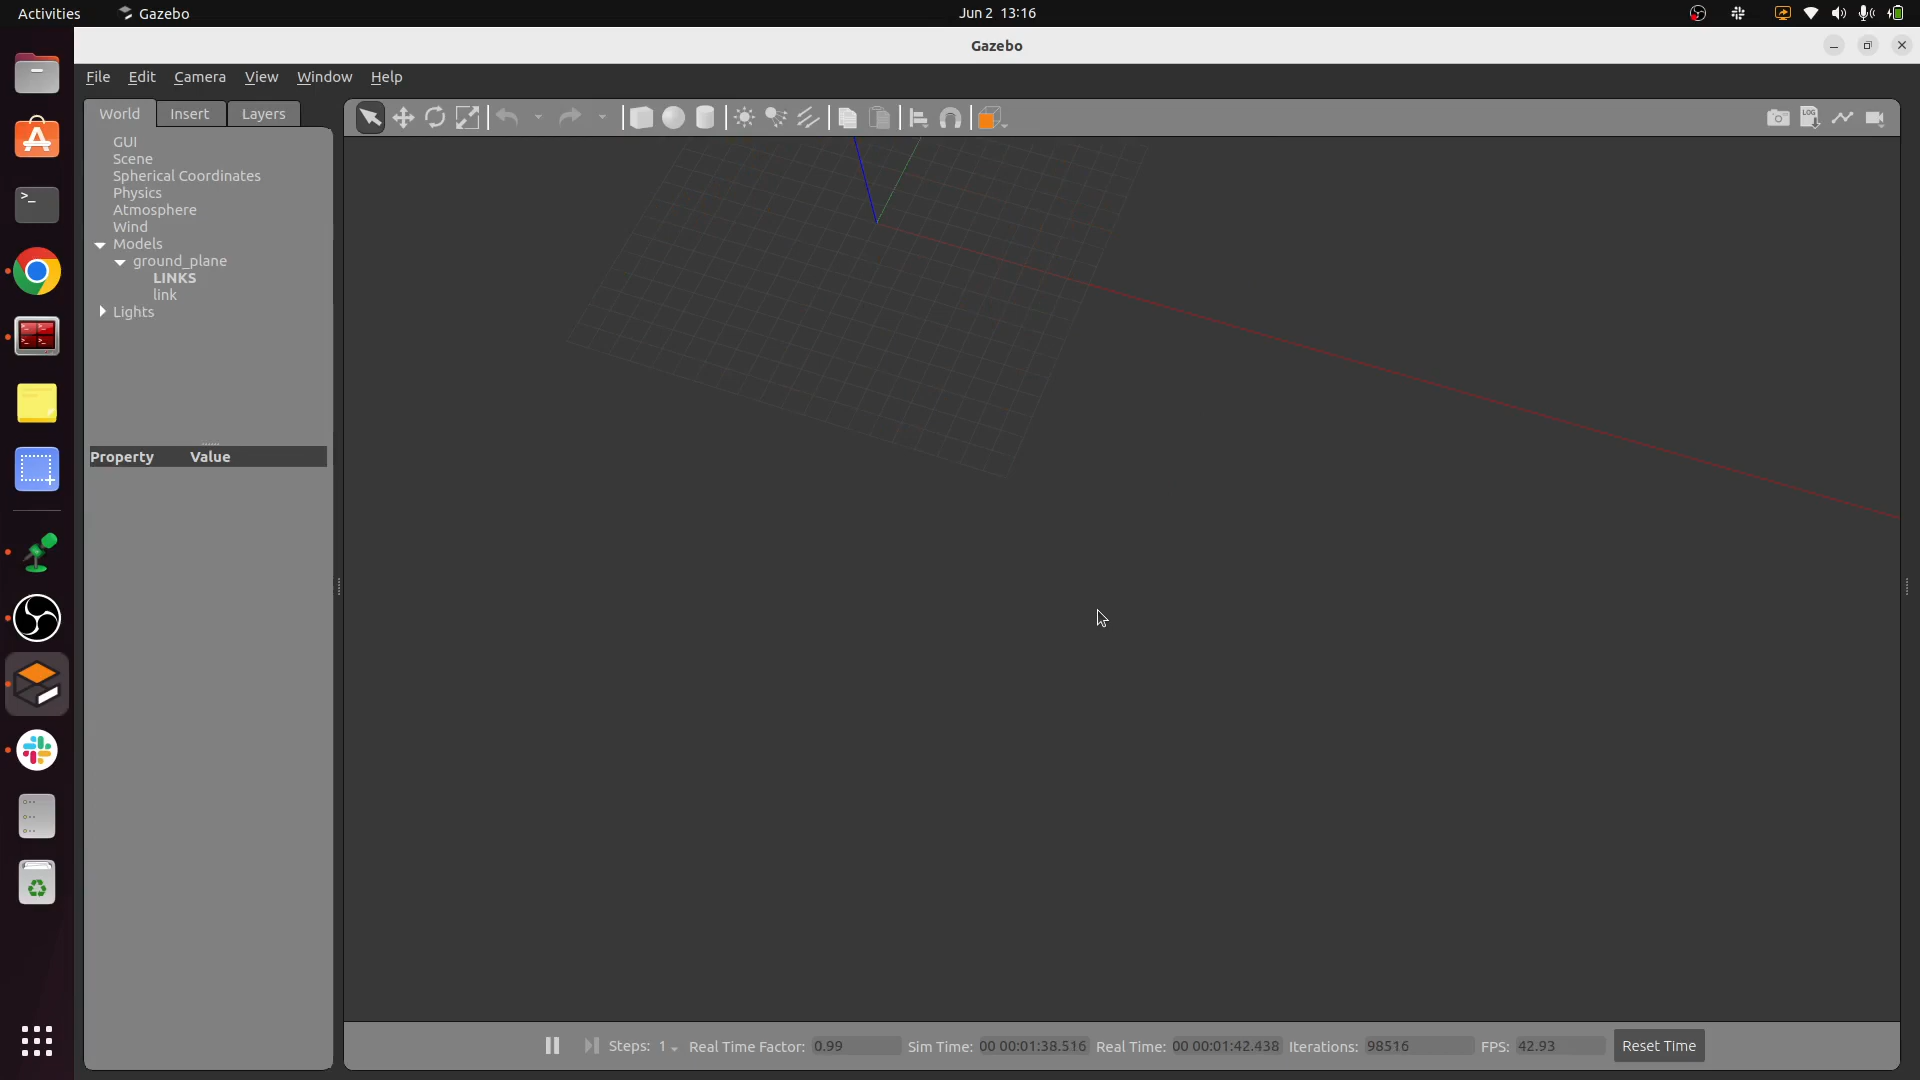 Activities
Gazebo
Jun 2 13:16
Gazebo
File Edit Camera View Window Help
World Insert Layers
GUI
Scene
Spherical Coordinates
Physics
Atmosphere
Wind
Models
ground_plane
LINKS
link
Lights
Property Value
LOG
Steps: 1 Real Time Factor: 0.99 Sim Time: 00 00:01:38.516 Real Time: 00 00:01:42.438 Iterations: 98516 FPS: 42.93 Reset Time